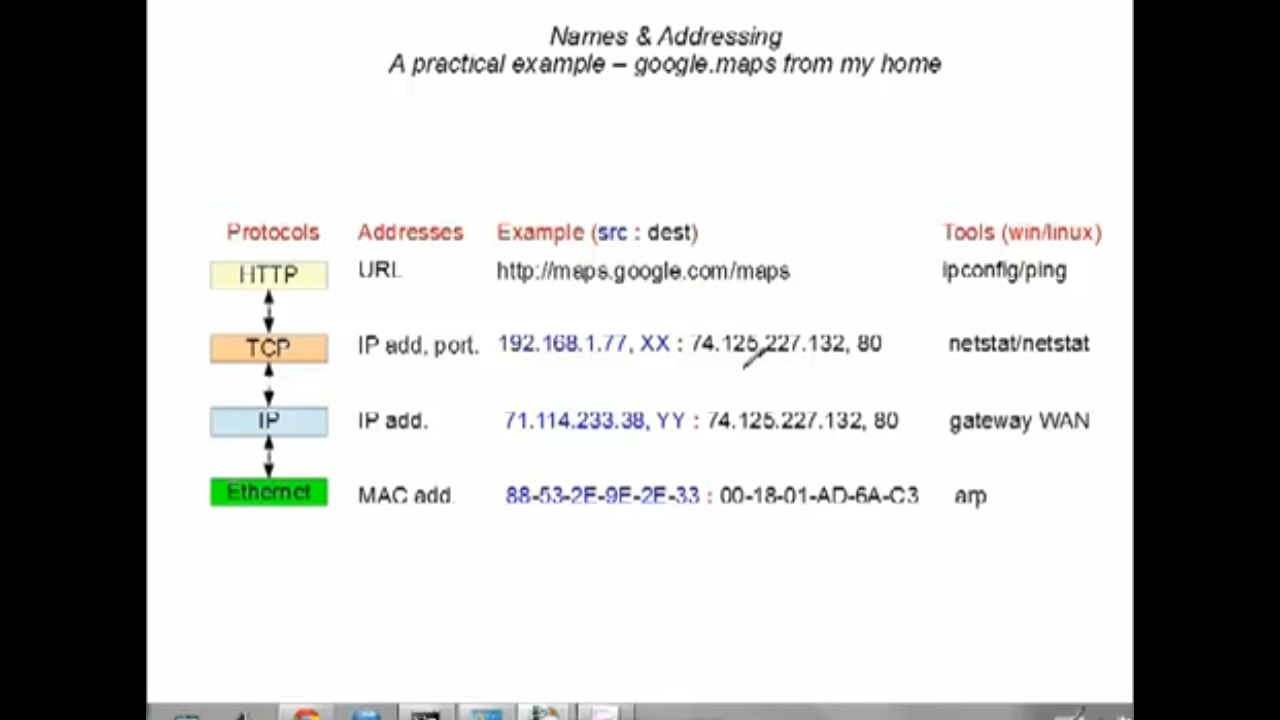 Names & Addressing
A practical example – google.maps from my home
Protocols Addresses Example (src : dest) Tools (win/linux)
HTTP URL http://maps.google.com/maps ipconfig/ping
TCP IP add, port. 192.168.1.77, XX : 74.125.227.132, 80 netstat/netstat
IP IP add. 71.114.233.38, YY : 74.125.227.132, 80 gateway WAN
Ethernet MAC add. 88-53-2E-9E-2E-33 : 00-18-01-AD-6A-C3 arp